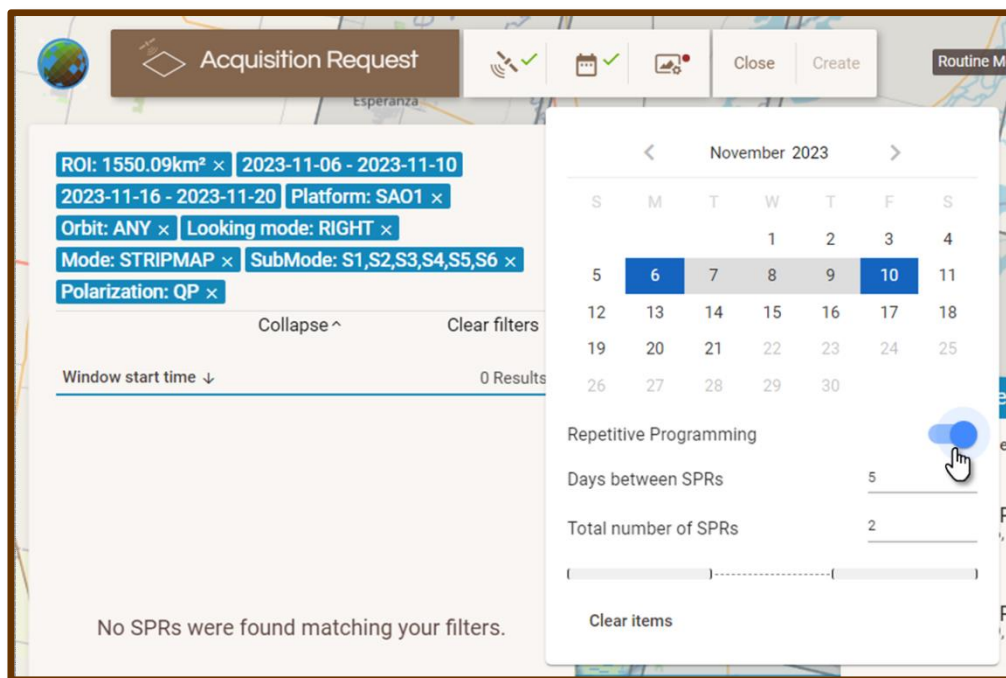 Acquisition Request
Close
Create
Routine M
Esperanza
ROI: 1550.09km² × 2023-11-06 - 2023-11-10
2023-11-16 - 2023-11-20 Platform: SAO1 ×
Orbit: ANY × Looking mode: RIGHT ×
Mode: STRIPMAP × SubMode: S1,S2,S3,S4,S5,S6 ×
Polarization: QP ×
Collapse ^ Clear filters
Window start time ↓ 0 Results
No SPRs were found matching your filters.
< November 2023 >
S M T W T F S
1 2 3 4
5 6 7 8 9 10 11
12 13 14 15 16 17 18
19 20 21 22 23 24 25
26 27 28 29 30
Repetitive Programming
Days between SPRs 5
Total number of SPRs 2
Clear items